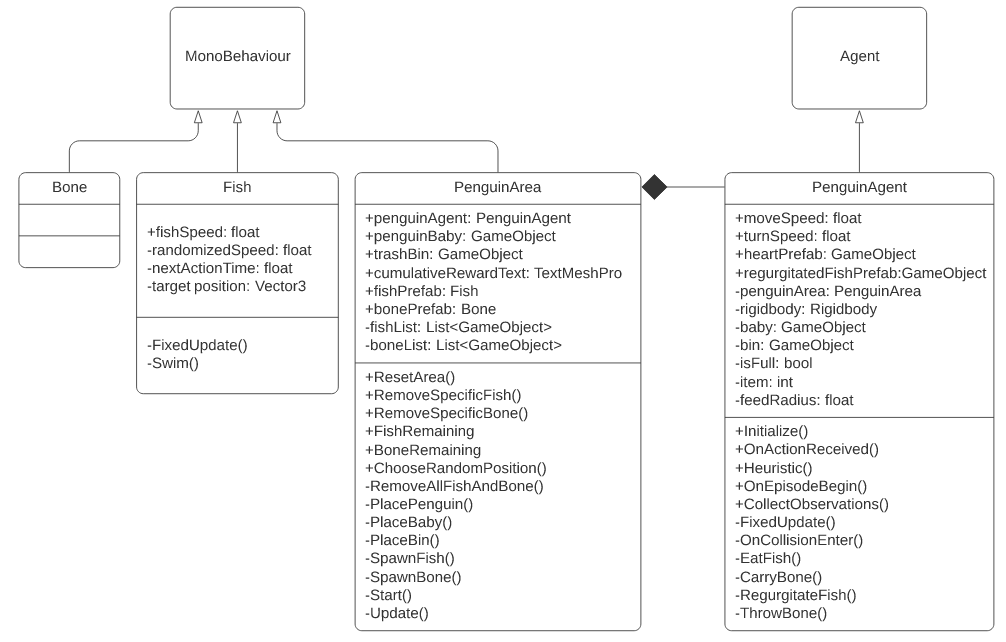 MonoBehaviour
Agent
Bone
Fish
+fishSpeed: float
-randomizedSpeed: float
-nextActionTime: float
-target position: Vector3
-FixedUpdate()
-Swim()
PenguinArea
+penguinAgent: PenguinAgent
+penguinBaby: GameObject
+trashBin: GameObject
+cumulativeRewardText: TextMeshPro
+fishPrefab: Fish
+bonePrefab: Bone
-fishList: List<GameObject>
-boneList: List<GameObject>
+ResetArea()
+RemoveSpecificFish()
+RemoveSpecificBone()
+FishRemaining
+BoneRemaining
+ChooseRandomPosition()
-RemoveAllFishAndBone()
-PlacePenguin()
-PlaceBaby()
-PlaceBin()
-SpawnFish()
-SpawnBone()
-Start()
-Update()
PenguinAgent
+moveSpeed: float
+turnSpeed: float
+heartPrefab: GameObject
+regurgitatedFishPrefab:GameObject
-penguinArea: PenguinArea
-rigidbody: Rigidbody
-baby: GameObject
-bin: GameObject
-isFull: bool
-item: int
-feedRadius: float
+Initialize()
+OnActionReceived()
+Heuristic()
+OnEpisodeBegin()
+CollectObservations()
-FixedUpdate()
-OnCollisionEnter()
-EatFish()
-CarryBone()
-RegurgitateFish()
-ThrowBone()